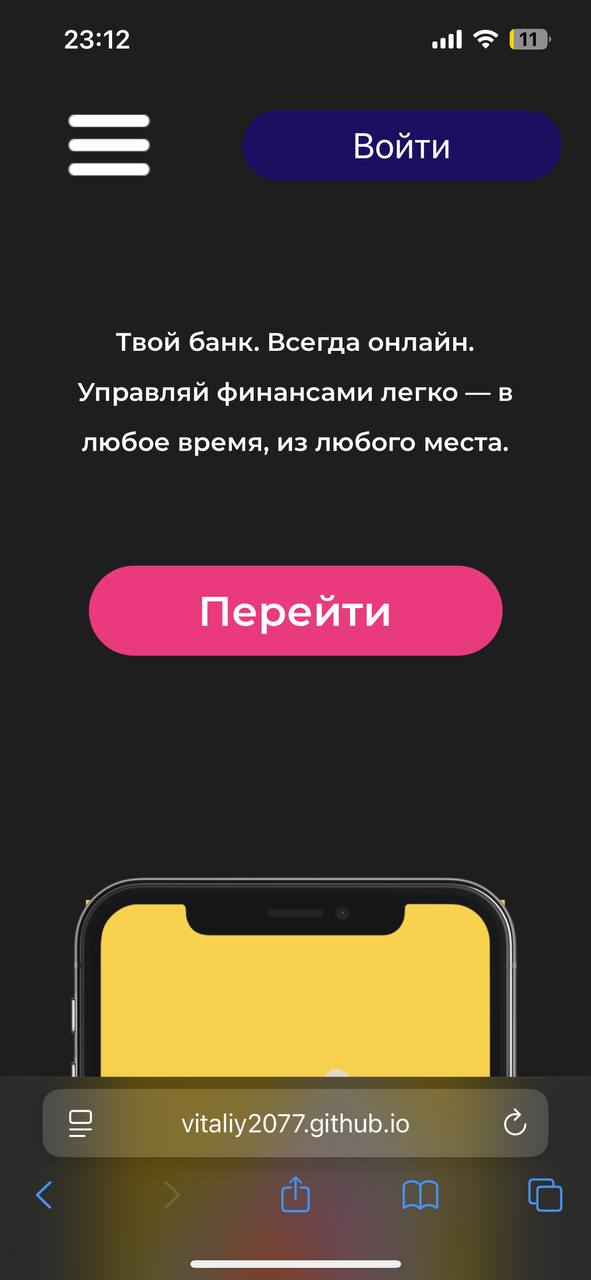 23:12
11
Войти
Твой банк. Всегда онлайн.
Управляй финансами легко — в
любое время, из любого места.
Перейти
vitaliy2077.github.io